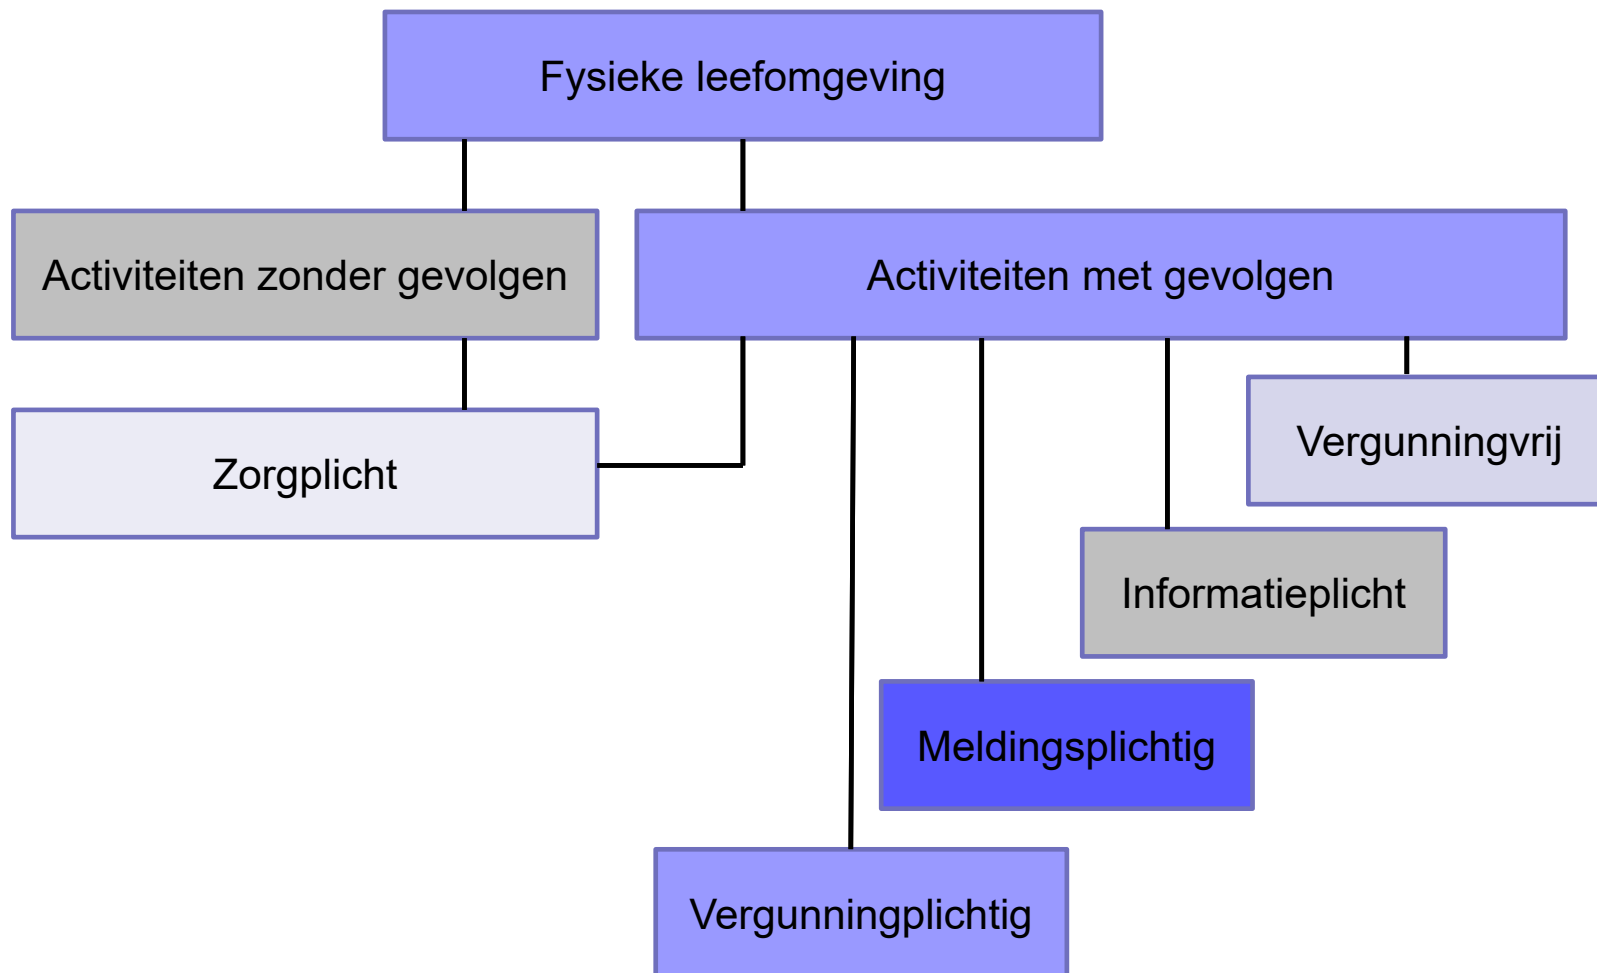 Fysieke leefomgeving
Activiteiten zonder gevolgen
Activiteiten met gevolgen
Zorgplicht
Vergunningvrij
Informatieplicht
Meldingsplichtig
Vergunningplichtig